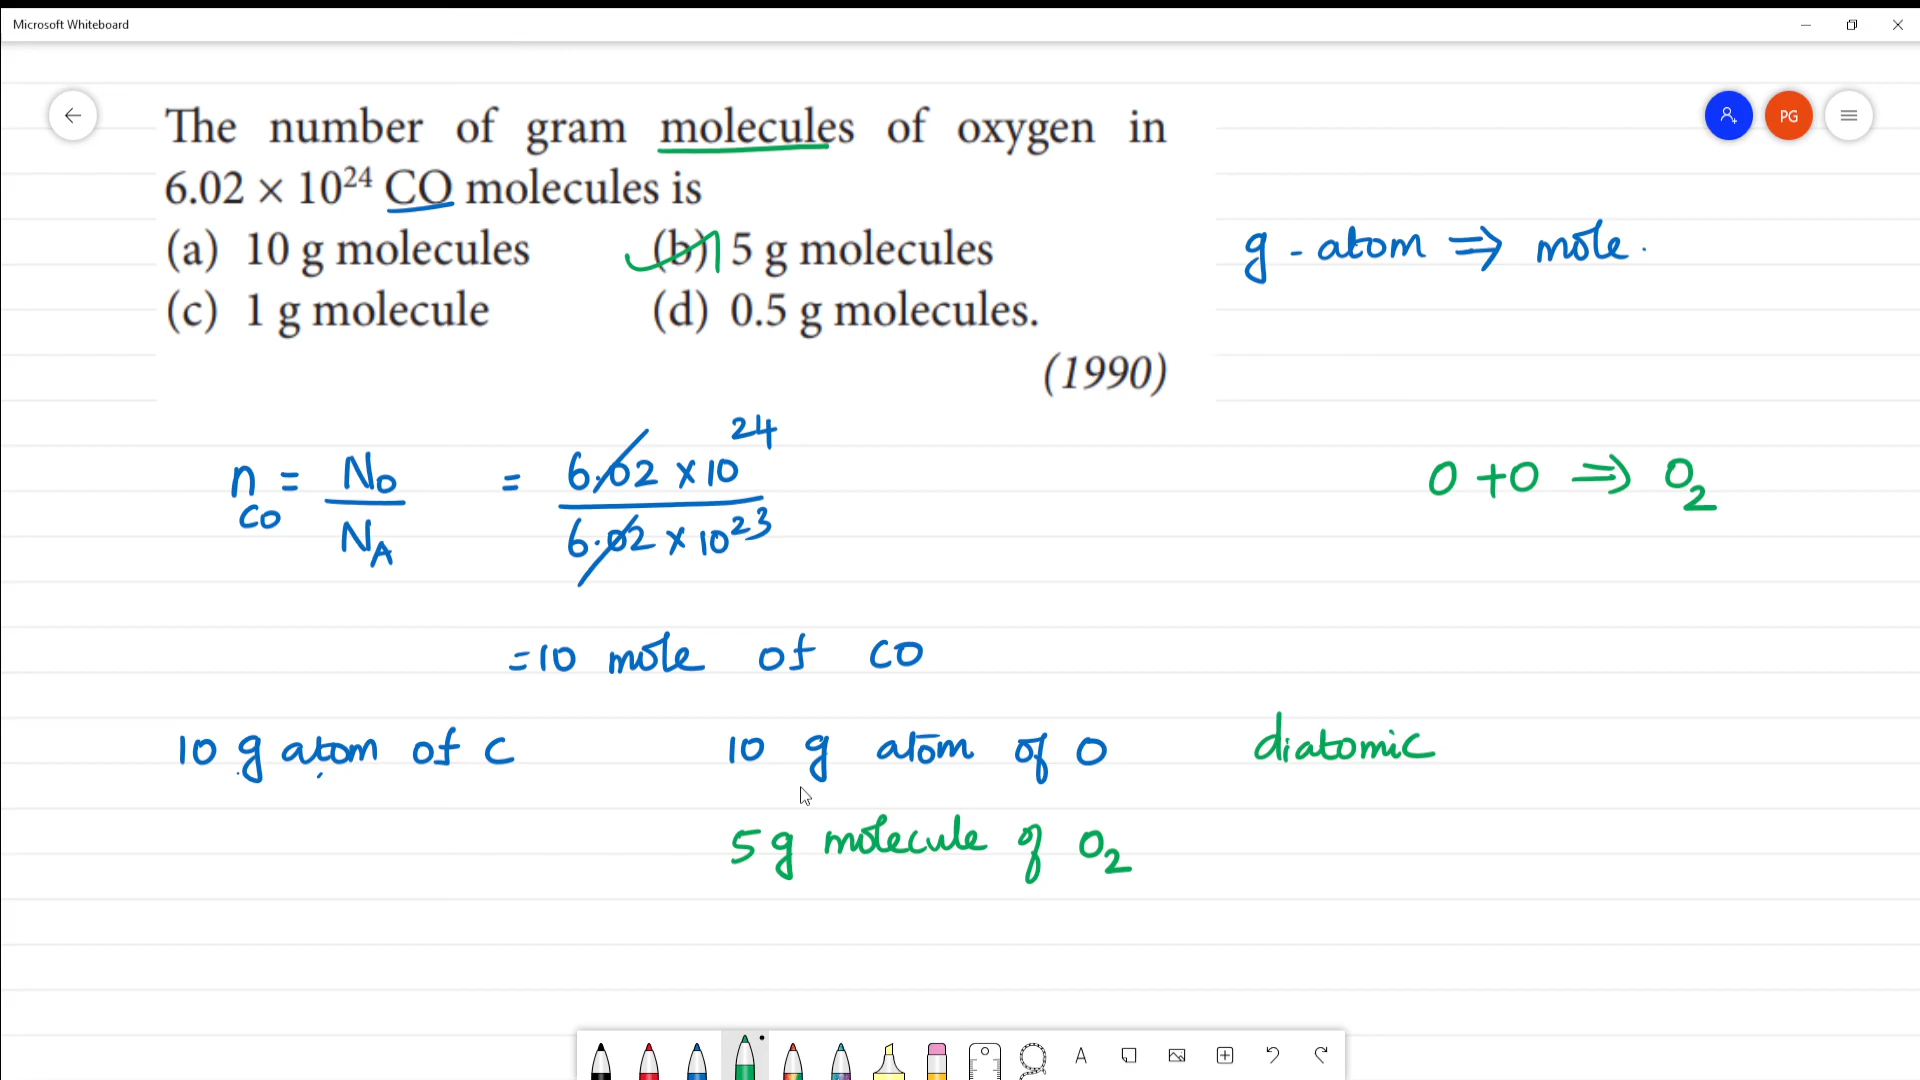 Microsoft Whiteboard
PG
The number of gram molecules of oxygen in
6.02 × 10²⁴ CO molecules is
(a) 10 g molecules (b) 5 g molecules
(c) 1 g molecule (d) 0.5 g molecules.
(1990)
g - atom ⇒ mole.
n_CO = N₀ / N_A = 6.02 × 10²⁴ / 6.02 × 10²³
O + O ⇒ O₂
= 10 mole of CO
10 g atom of C 10 g atom of O diatomic
5 g molecule of O₂
A